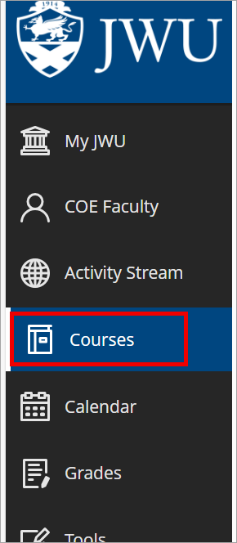 1914
JWU
My JWU
COE Faculty
Activity Stream
Courses
Calendar
Grades
Tools